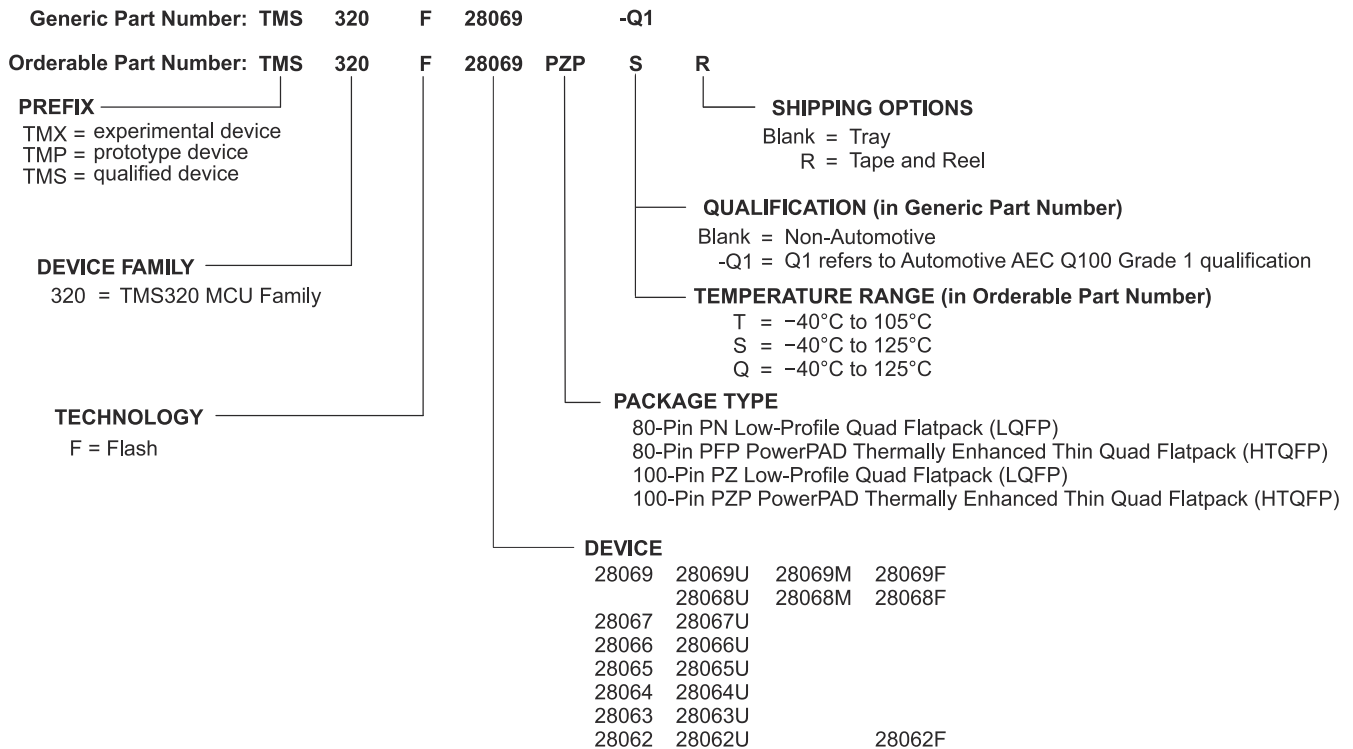 Generic Part Number: TMS 320 F 28069 -Q1
Orderable Part Number: TMS 320 F 28069 PZP S R
PREFIX
TMX = experimental device
TMP = prototype device
TMS = qualified device
SHIPPING OPTIONS
Blank = Tray
R = Tape and Reel
QUALIFICATION (in Generic Part Number)
Blank = Non-Automotive
-Q1 = Q1 refers to Automotive AEC Q100 Grade 1 qualification
DEVICE FAMILY
320 = TMS320 MCU Family
TEMPERATURE RANGE (in Orderable Part Number)
T = −40°C to 105°C
S = −40°C to 125°C
Q = −40°C to 125°C
TECHNOLOGY
F = Flash
PACKAGE TYPE
80-Pin PN Low-Profile Quad Flatpack (LQFP)
80-Pin PFP PowerPAD Thermally Enhanced Thin Quad Flatpack (HTQFP)
100-Pin PZ Low-Profile Quad Flatpack (LQFP)
100-Pin PZP PowerPAD Thermally Enhanced Thin Quad Flatpack (HTQFP)
DEVICE
28069 28069U 28069M 28069F
28068U 28068M 28068F
28067 28067U
28066 28066U
28065 28065U
28064 28064U
28063 28063U
28062 28062U 28062F